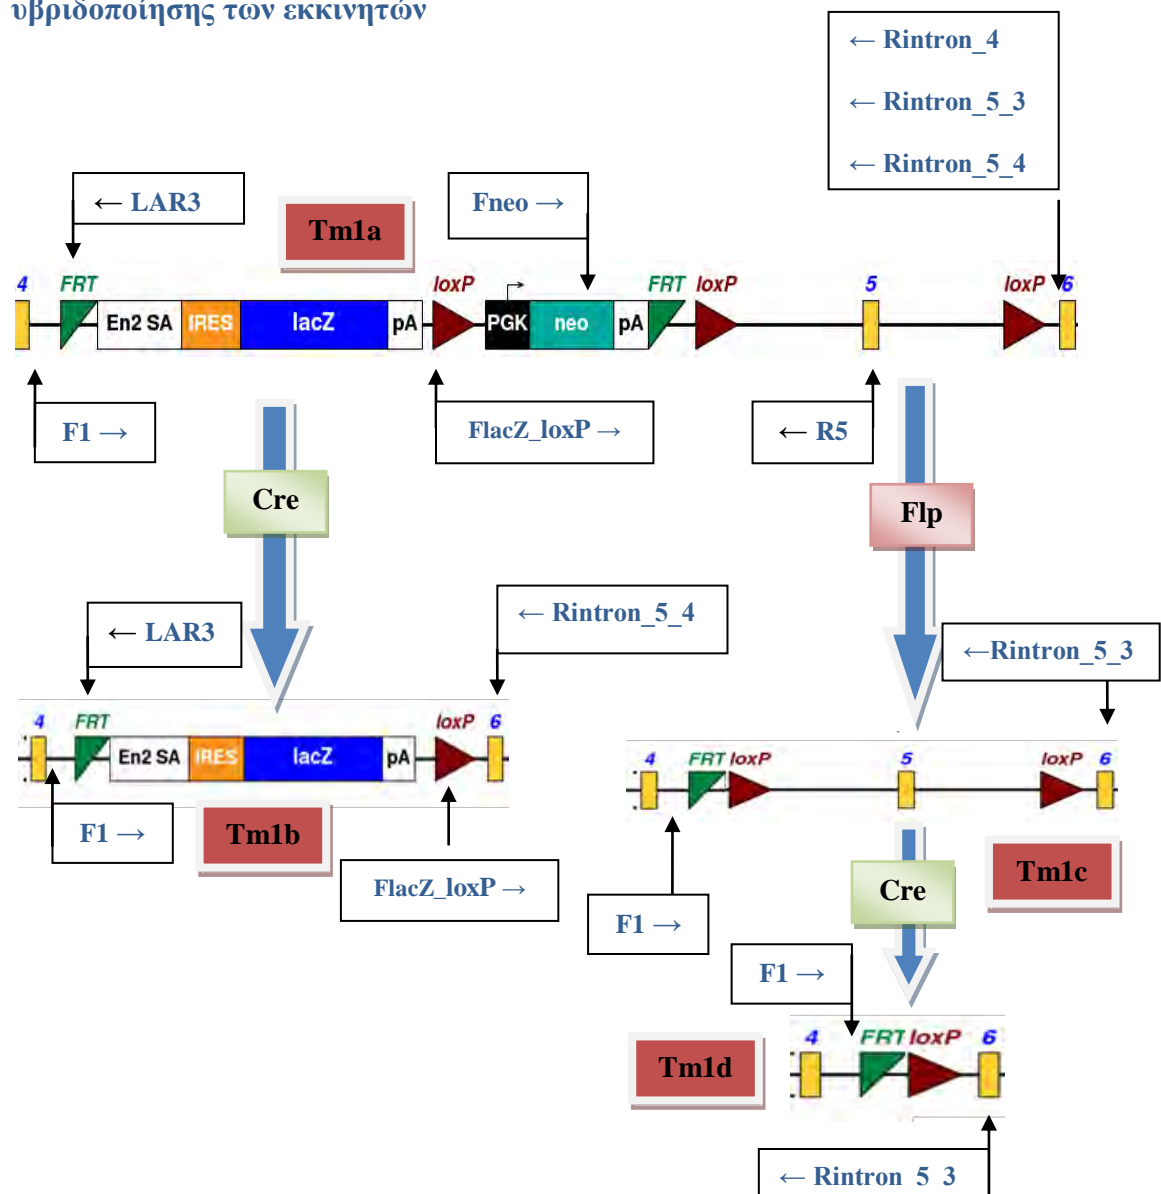 υβριδοποίησης των εκκινητών
← Rintron_4
← Rintron_5_3
← Rintron_5_4
← LAR3
Tm1a
Fneo →
4 FRT loxP FRT loxP 5 loxP 6
En2 SA IRES lacZ pA PGK neo pA
F1 →
FlacZ_loxP →
← R5
Cre
Flp
← LAR3
← Rintron_5_4
←Rintron_5_3
4 FRT loxP 6
En2 SA IRES lacZ pA
4 FRT loxP 5 loxP 6
F1 →
Tm1b
FlacZ_loxP →
Cre
Tm1c
F1 →
F1 →
4 FRT loxP 6
Tm1d
← Rintron_5_3